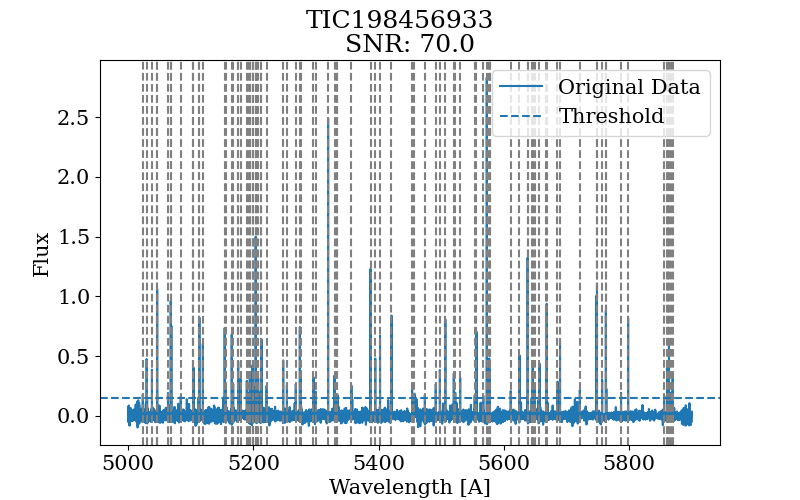 TIC198456933
SNR: 70.0
Original Data
Threshold
Flux
2.5
2.0
1.5
1.0
0.5
0.0
5000 5200 5400 5600 5800
Wavelength [A]